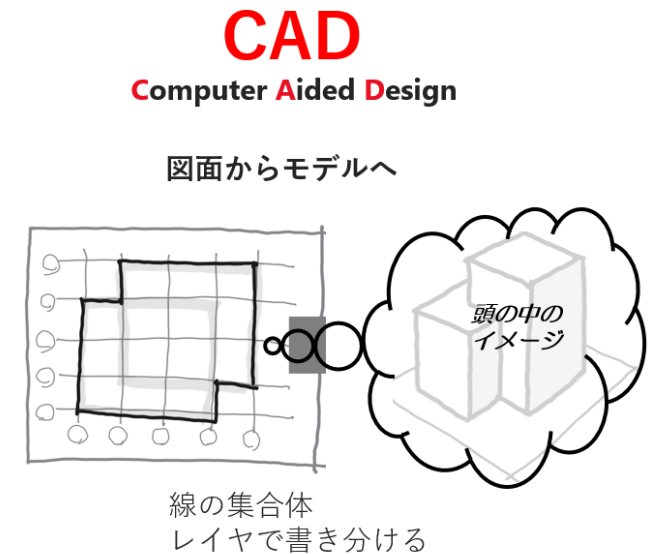 CAD
Computer Aided Design
図面からモデルへ
頭の中の
イメージ
線の集合体
レイヤで書き分ける